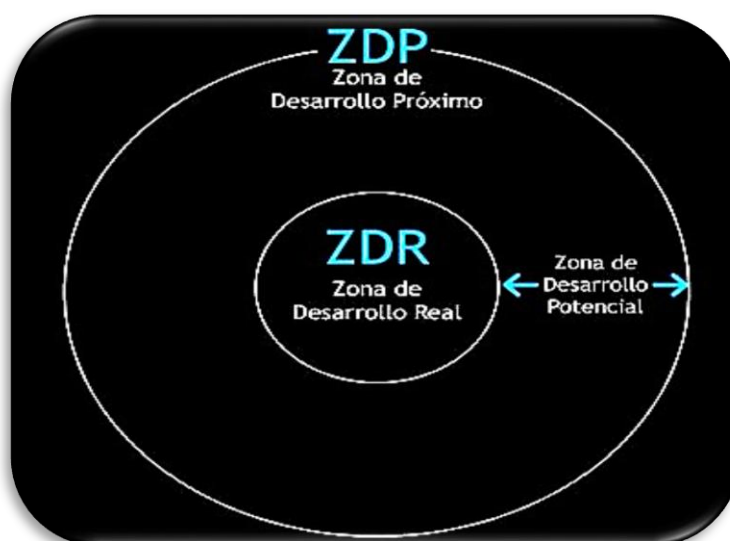 ZDP
Zona de
Desarrollo Próximo
ZDR
Zona de
Desarrollo Real
Zona de
Desarrollo
Potencial